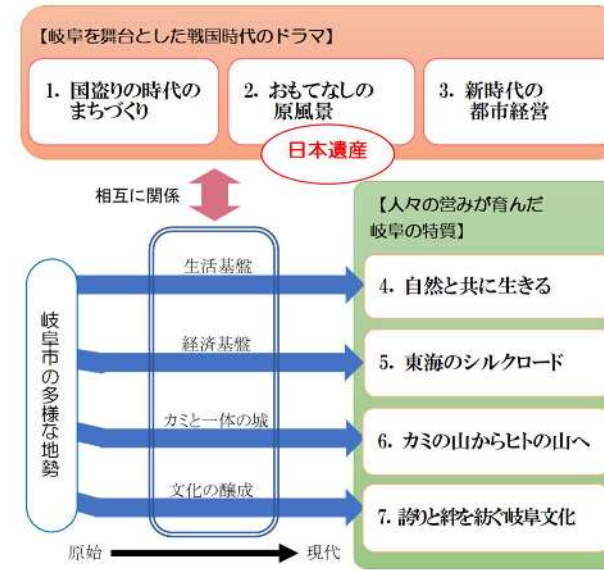 【岐阜を舞台とした戦国時代のドラマ】
1. 国盗りの時代の
まちづくり
2. おもてなしの
原風景
3. 新時代の
都市経営
日本遺産
相互に関係
【人々の営みが育んだ
岐阜の特質】
岐阜市の多様な地勢
生活基盤
4. 自然と共に生きる
経済基盤
5. 東海のシルクロード
カミと一体の城
6. カミの山からヒトの山へ
文化の醸成
7. 誇りと絆を紡ぐ岐阜文化
原始
現代